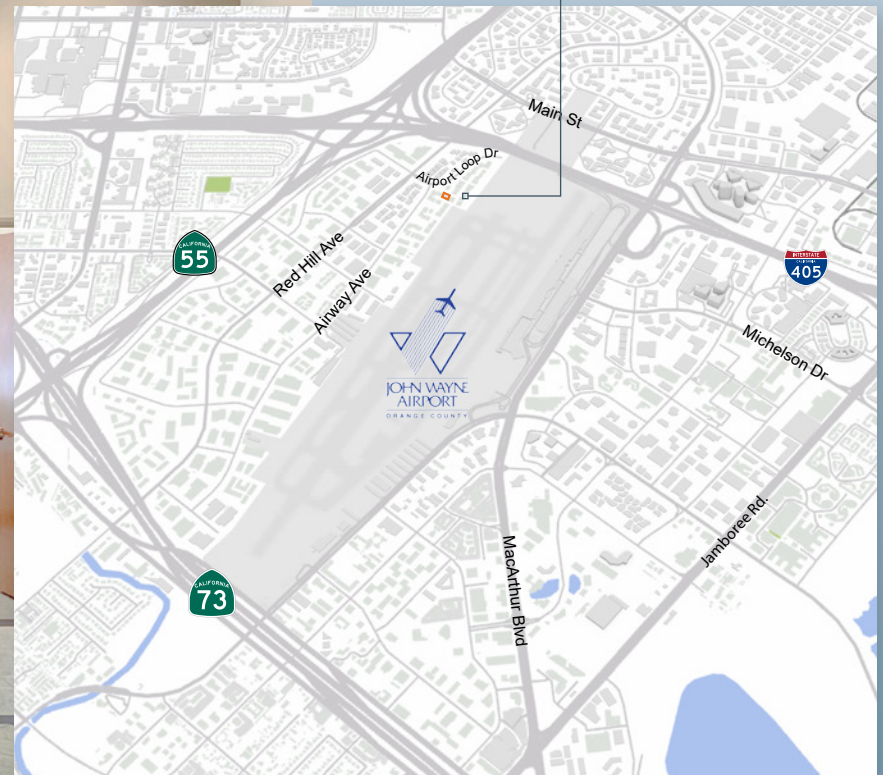 Main St
Airport Loop Dr
CALIFORNIA
55
Red Hill Ave
Airway Ave
INTERSTATE
CALIFORNIA
405
Michelson Dr
JOHN WAYNE
AIRPORT
ORANGE COUNTY
Jamboree Rd.
MacArthur Blvd
CALIFORNIA
73